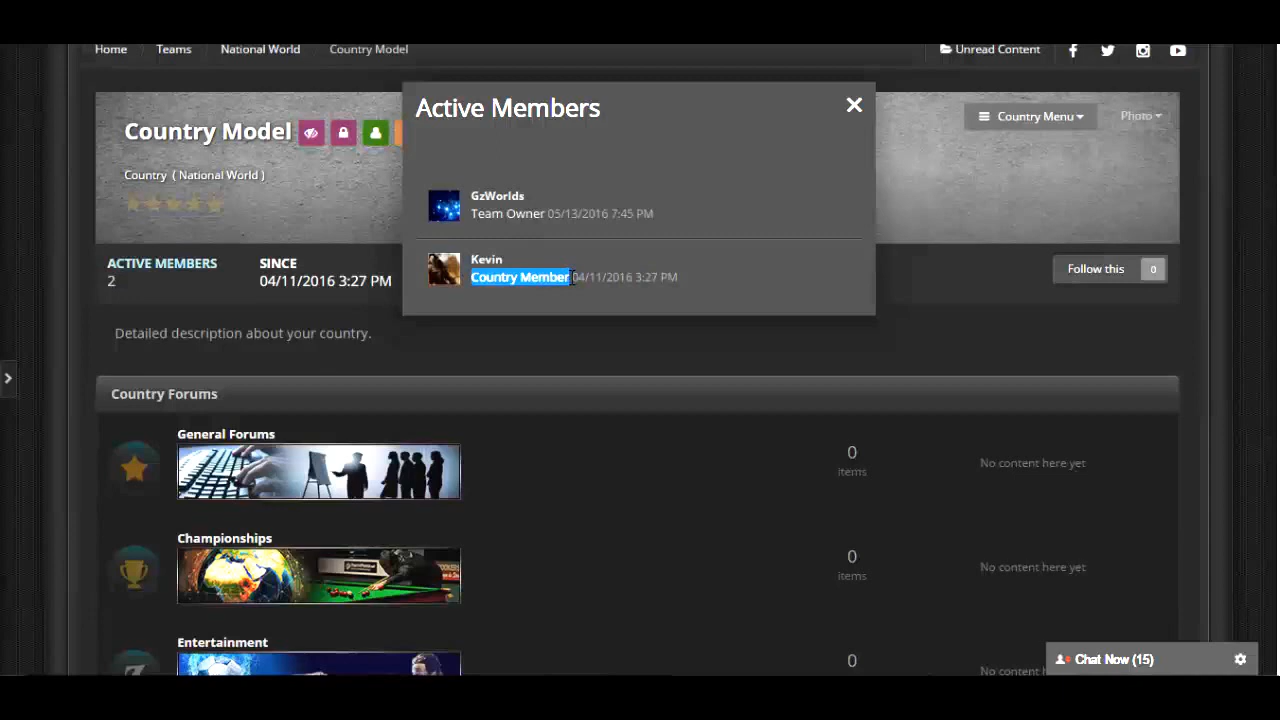 Home Teams National World Country Model Unread Content
Active Members
Country Model
Country Menu
Photo
Country ( National World )
GzWorlds
Team Owner 05/13/2016 7:45 PM
ACTIVE MEMBERS
2
SINCE
04/11/2016 3:27 PM
Kevin
Country Member 04/11/2016 3:27 PM
Follow this 0
Detailed description about your country.
Country Forums
General Forums
0
items
No content here yet
Championships
0
items
No content here yet
Entertainment
0
No content h
Chat Now (15)